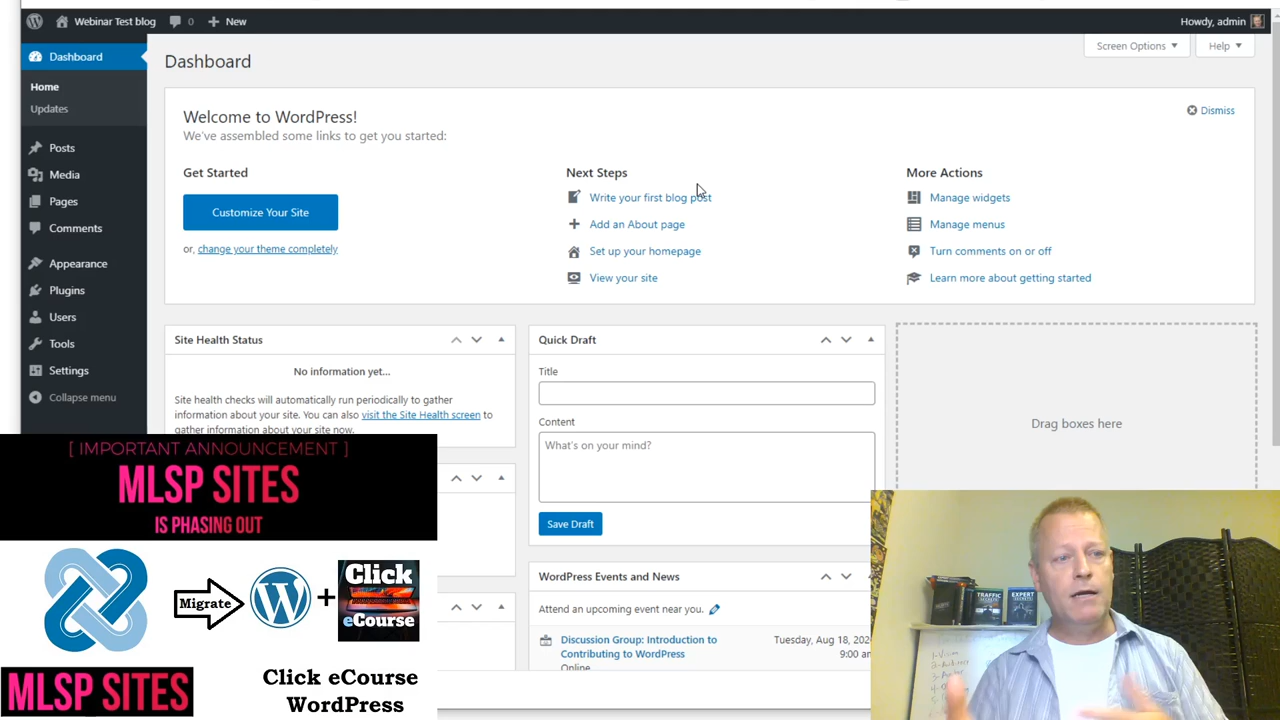 Webinar Test blog
0
New
Howdy, admin
Dashboard
Home
Updates
Posts
Media
Pages
Comments
Appearance
Plugins
Users
Tools
Settings
Collapse menu
Dashboard
Screen Options
Help
Welcome to WordPress!
We've assembled some links to get you started:
Dismiss
Get Started
Customize Your Site
or, change your theme completely
Next Steps
Write your first blog post
Add an About page
Set up your homepage
View your site
More Actions
Manage widgets
Manage menus
Turn comments on or off
Learn more about getting started
Site Health Status
No information yet...
Site health checks will automatically run periodically to gather
information about your site. You can also visit the Site Health screen to
gather information about your site now.
Quick Draft
Title
Content
What's on your mind?
Save Draft
WordPress Events and News
Attend an upcoming event near you.
Discussion Group: Introduction to
Contributing to WordPress
Online
Tuesday, Aug 18, 20
9:00 am
Drag boxes here
[ IMPORTANT ANNOUNCEMENT ]
MLSP SITES
IS PHASING OUT
Migrate
+
Click
eCourse
MLSP SITES
Click eCourse
WordPress
TRAFFIC
SECRETS
EXPERT
SECRETS